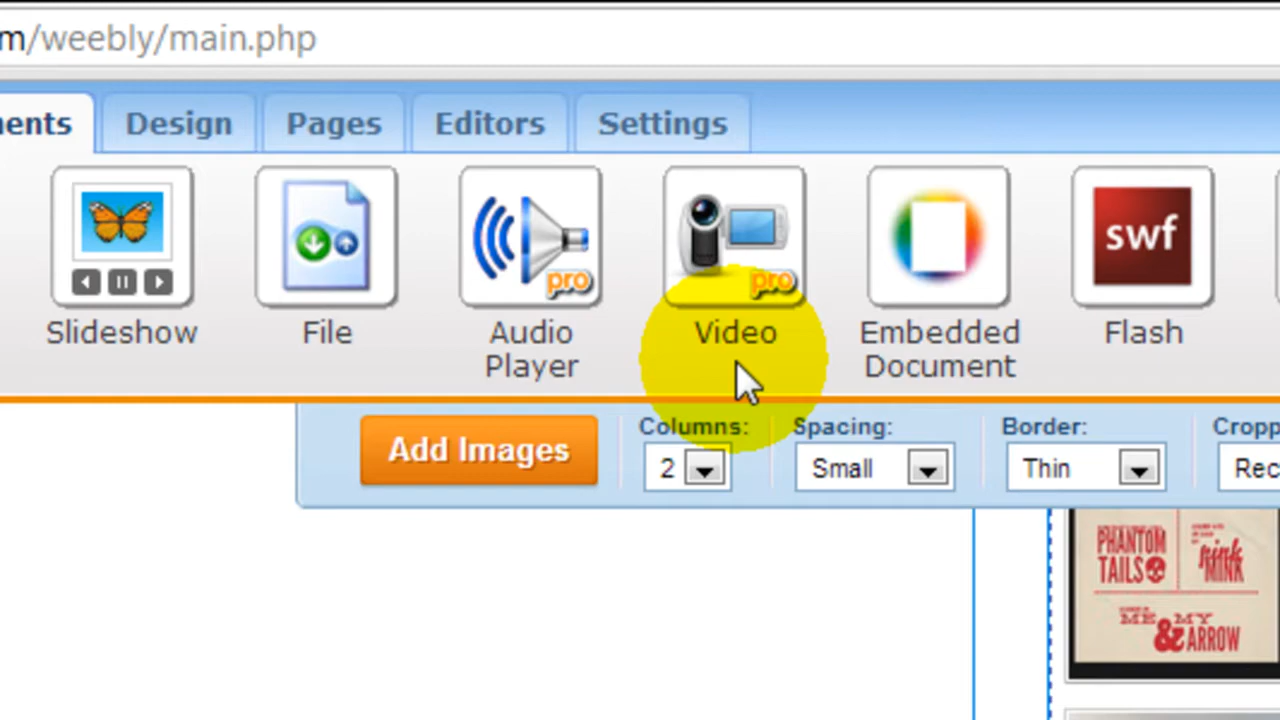 m/weebly/main.php
ents Design Pages Editors Settings
pro pro swf
Slideshow File Audio Player Video Embedded Document Flash
Add Images Columns: Spacing: Border: Cropp
2 Small Thin Rec
PHANTOM TAILS pink MINK
ME & MY ARROW